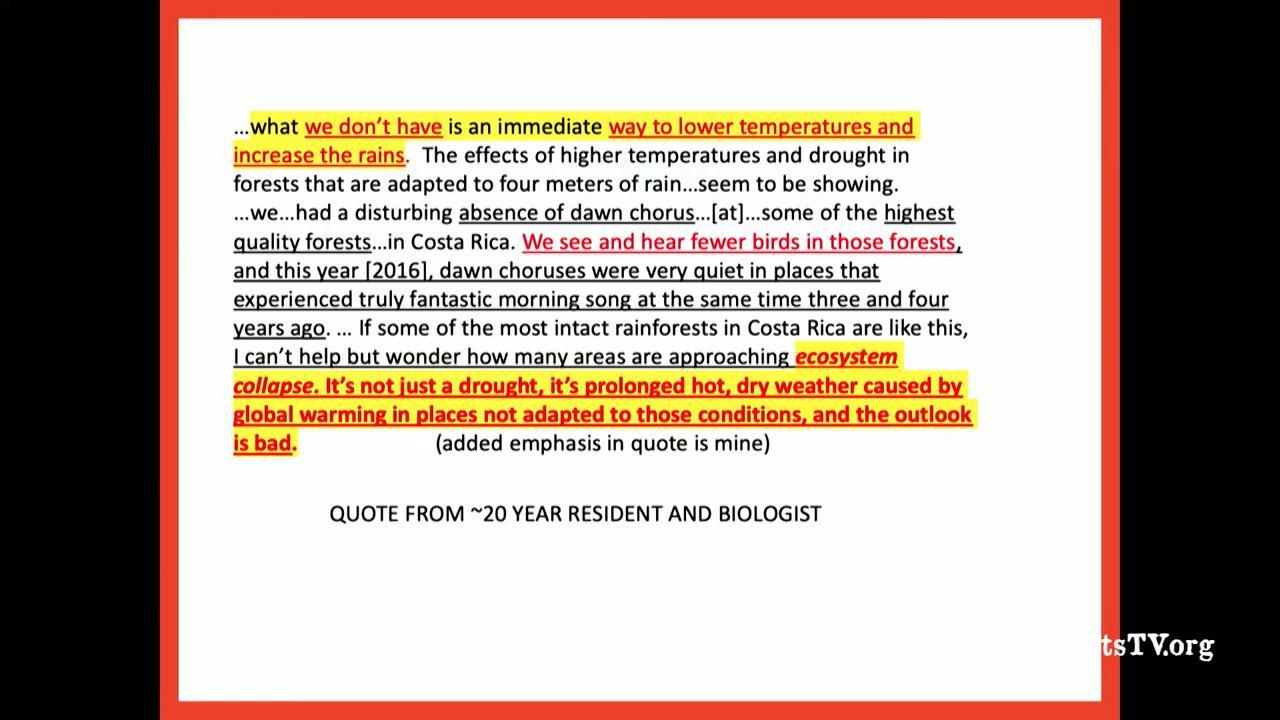 ...what we don't have is an immediate way to lower temperatures and
increase the rains. The effects of higher temperatures and drought in
forests that are adapted to four meters of rain...seem to be showing.
...we...had a disturbing absence of dawn chorus...[at]...some of the highest
quality forests...in Costa Rica. We see and hear fewer birds in those forests,
and this year [2016], dawn choruses were very quiet in places that
experienced truly fantastic morning song at the same time three and four
years ago. ... If some of the most intact rainforests in Costa Rica are like this,
I can't help but wonder how many areas are approaching ecosystem
collapse. It's not just a drought, it's prolonged hot, dry weather caused by
global warming in places not adapted to those conditions, and the outlook
is bad. (added emphasis in quote is mine)
QUOTE FROM ~20 YEAR RESIDENT AND BIOLOGIST
tsTV.org